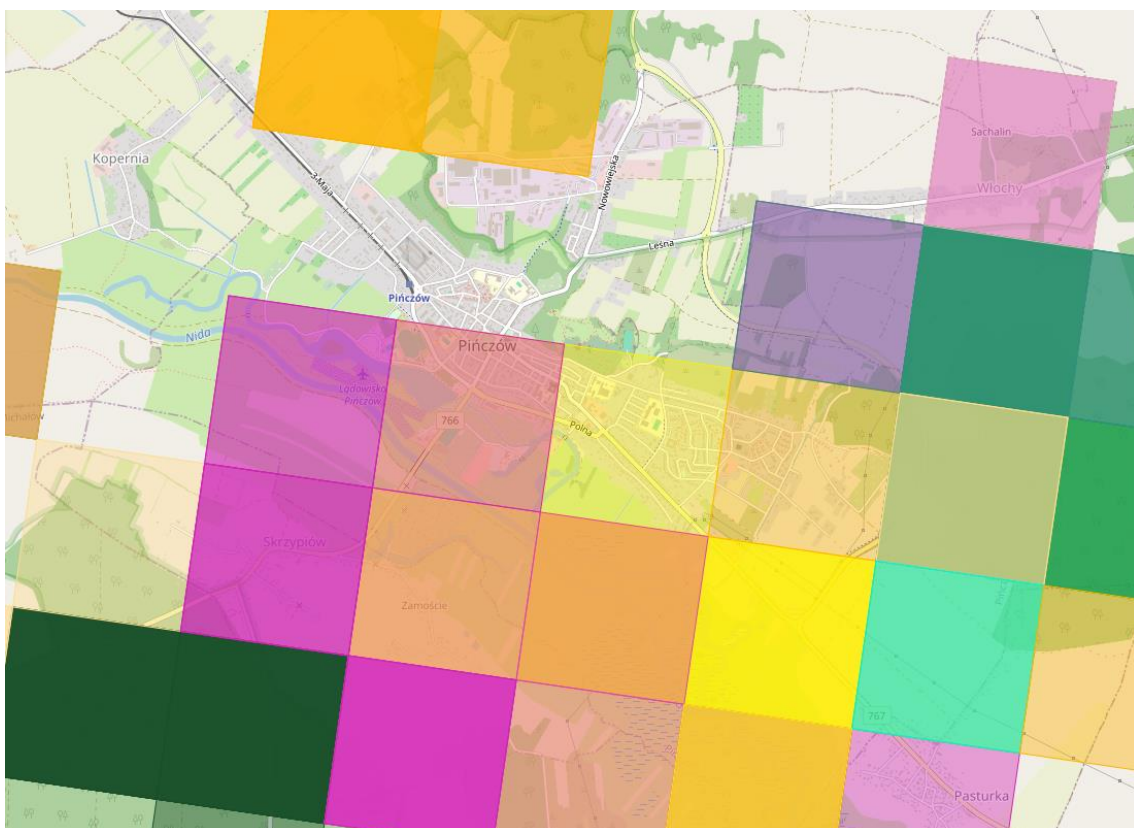 Kopernia
3 Maja
Nowowiejska
Sachalin
Włochy
Leśna
Pińczów
Nida
Pińczów
Lądowisko
Pińczów
766
Polna
Skrzypiów
Zamoście
767
Pasturka